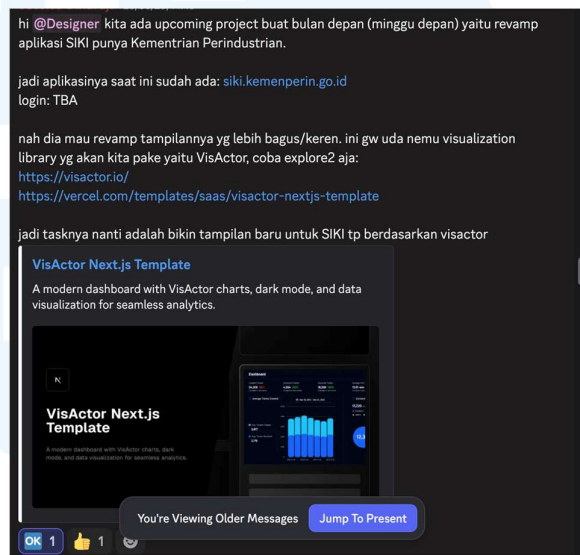 hi @Designer kita ada upcoming project buat bulan depan (minggu depan) yaitu revamp
aplikasi SIKI punya Kementrian Perindustrian.
jadi aplikasinya saat ini sudah ada: siki.kemenperin.go.id
login: TBA
nah dia mau revamp tampilannya yg lebih bagus/keren. ini gw uda nemu visualization
library yg akan kita pake yaitu VisActor, coba explore2 aja:
https://visactor.io/
https://vercel.com/templates/saas/visactor-nextjs-template
jadi tasknya nanti adalah bikin tampilan baru untuk SIKI tp berdasarkan visactor
VisActor Next.js Template
A modern dashboard with VisActor charts, dark mode, and data
visualization for seamless analytics.
N
VisActor Next.js
Template
A modern dashboard with VisActor charts, dark
mode, and data visualization for seamless analytics.
Dashboard
You're Viewing Older Messages
Jump To Present
OK 1
1